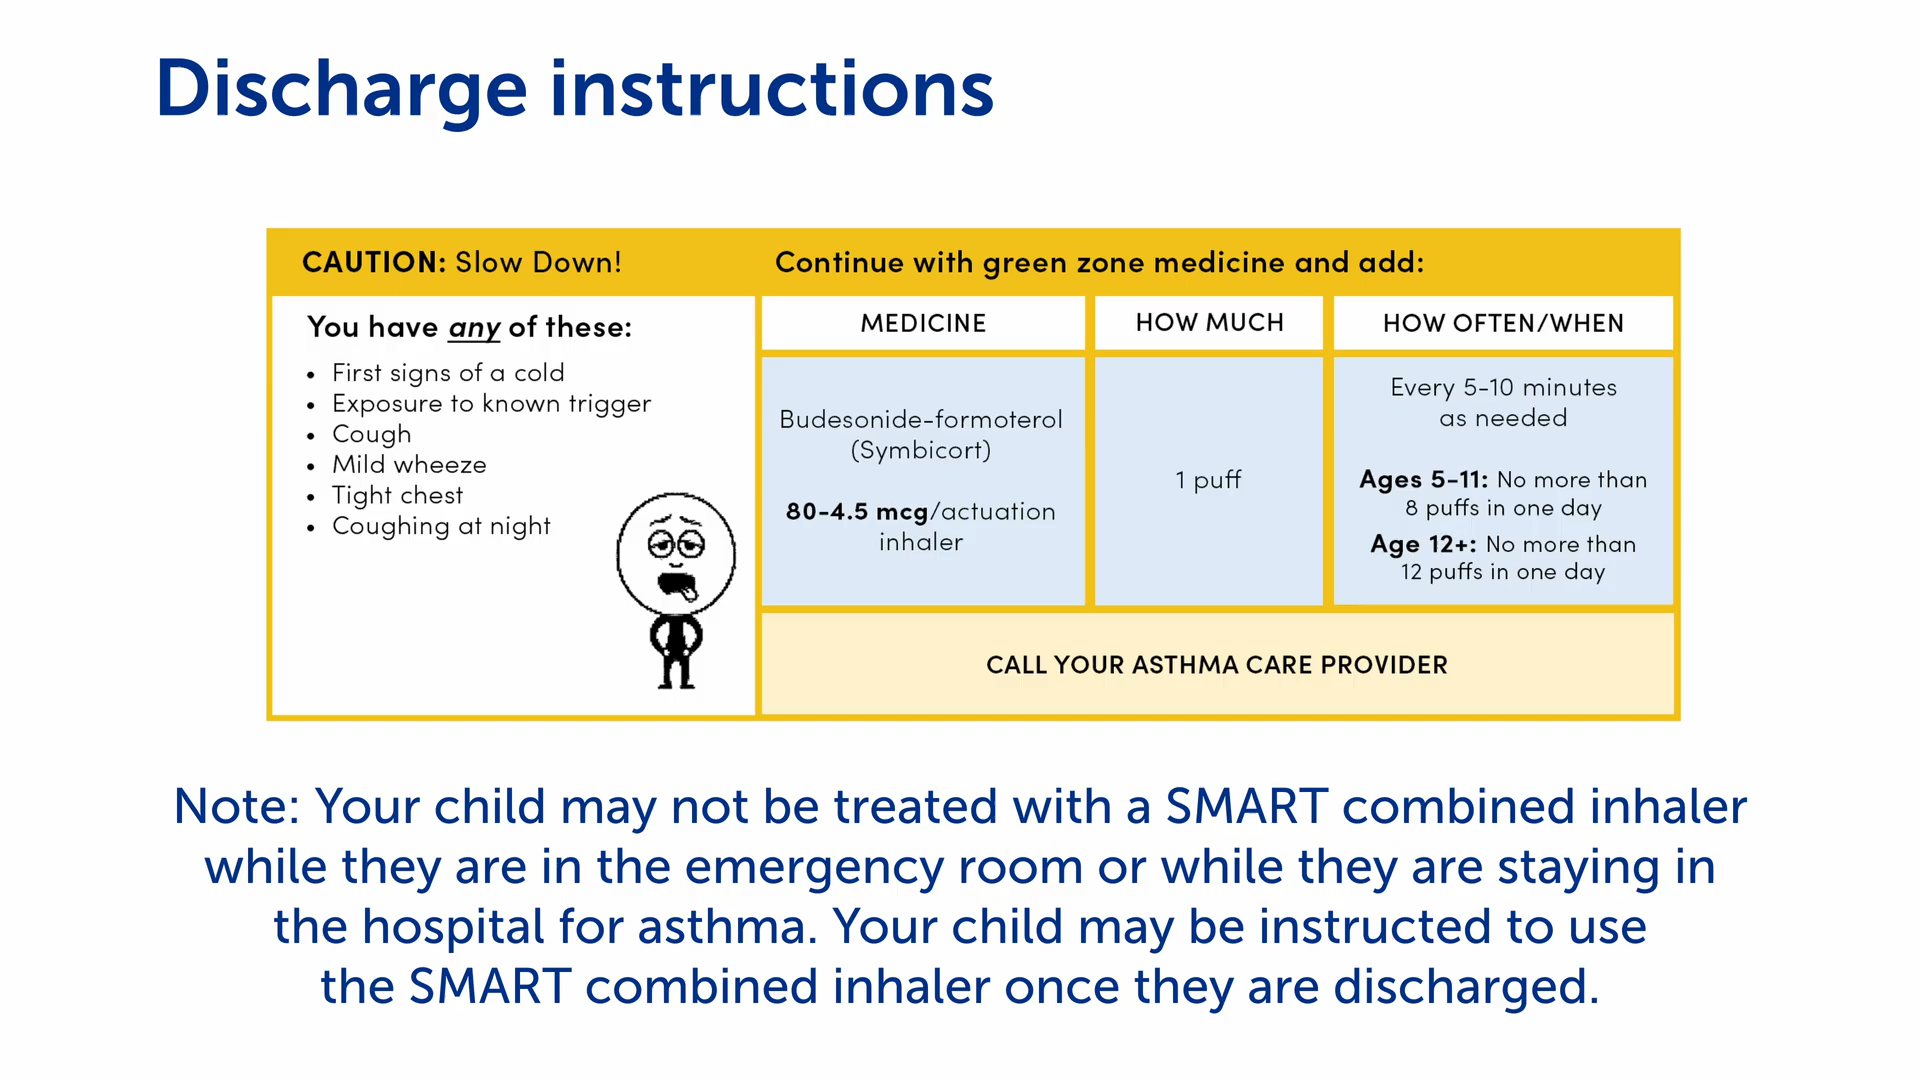 Discharge instructions
CAUTION: Slow Down!
Continue with green zone medicine and add:
You have any of these:
• First signs of a cold
• Exposure to known trigger
• Cough
• Mild wheeze
• Tight chest
• Coughing at night
MEDICINE
HOW MUCH
HOW OFTEN/WHEN
Budesonide-formoterol
(Symbicort)
80-4.5 mcg/actuation
inhaler
1 puff
Every 5-10 minutes
as needed
Ages 5-11: No more than
8 puffs in one day
Age 12+: No more than
12 puffs in one day
CALL YOUR ASTHMA CARE PROVIDER
Note: Your child may not be treated with a SMART combined inhaler
while they are in the emergency room or while they are staying in
the hospital for asthma. Your child may be instructed to use
the SMART combined inhaler once they are discharged.